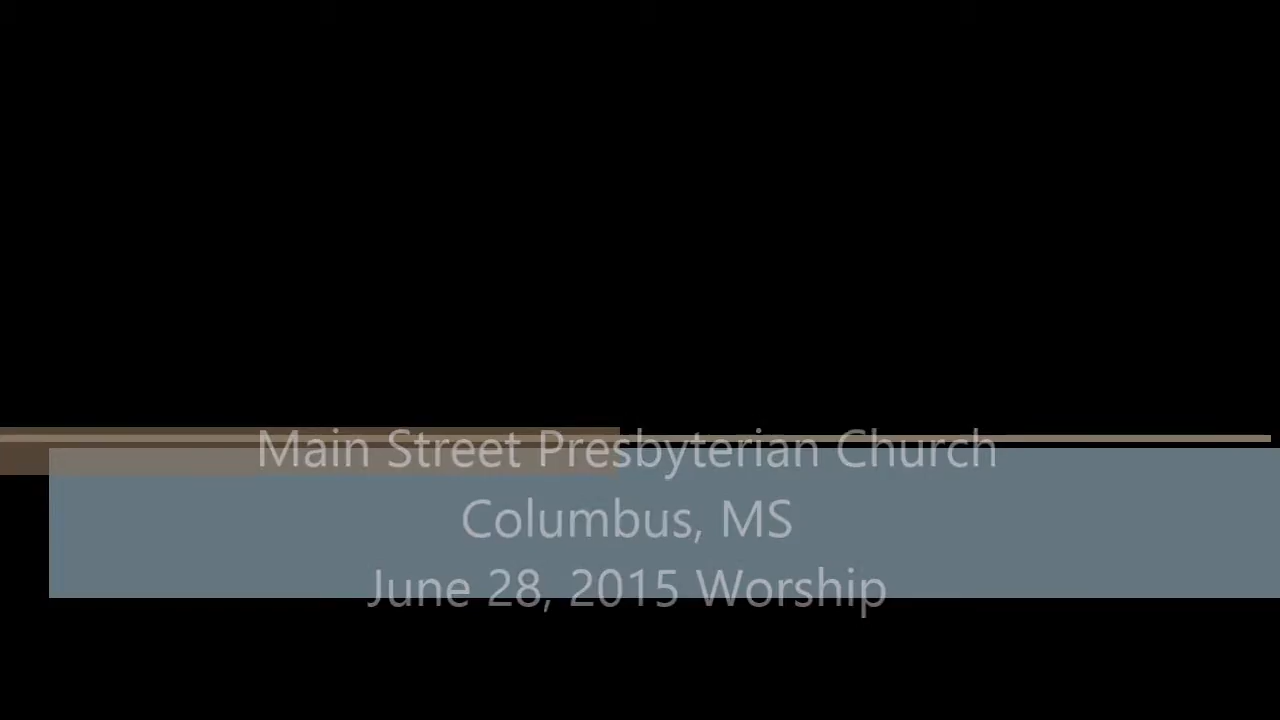 Main Street Presbyterian Church
Columbus, MS
June 28, 2015 Worship